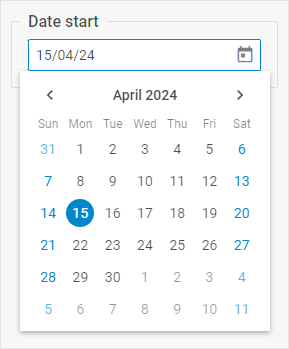 Date start
15/04/24
April 2024
Sun Mon Tue Wed Thu Fri Sat
31 1 2 3 4 5 6
7 8 9 10 11 12 13
14 15 16 17 18 19 20
21 22 23 24 25 26 27
28 29 30 1 2 3 4
5 6 7 8 9 10 11